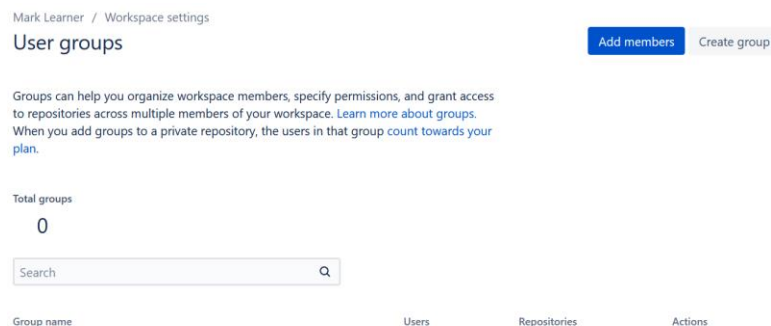 Mark Learner / Workspace settings
User groups
Add members
Create group
Groups can help you organize workspace members, specify permissions, and grant access
to repositories across multiple members of your workspace. Learn more about groups.
When you add groups to a private repository, the users in that group count towards your
plan.
Total groups
0
Search
Group name Users Repositories Actions